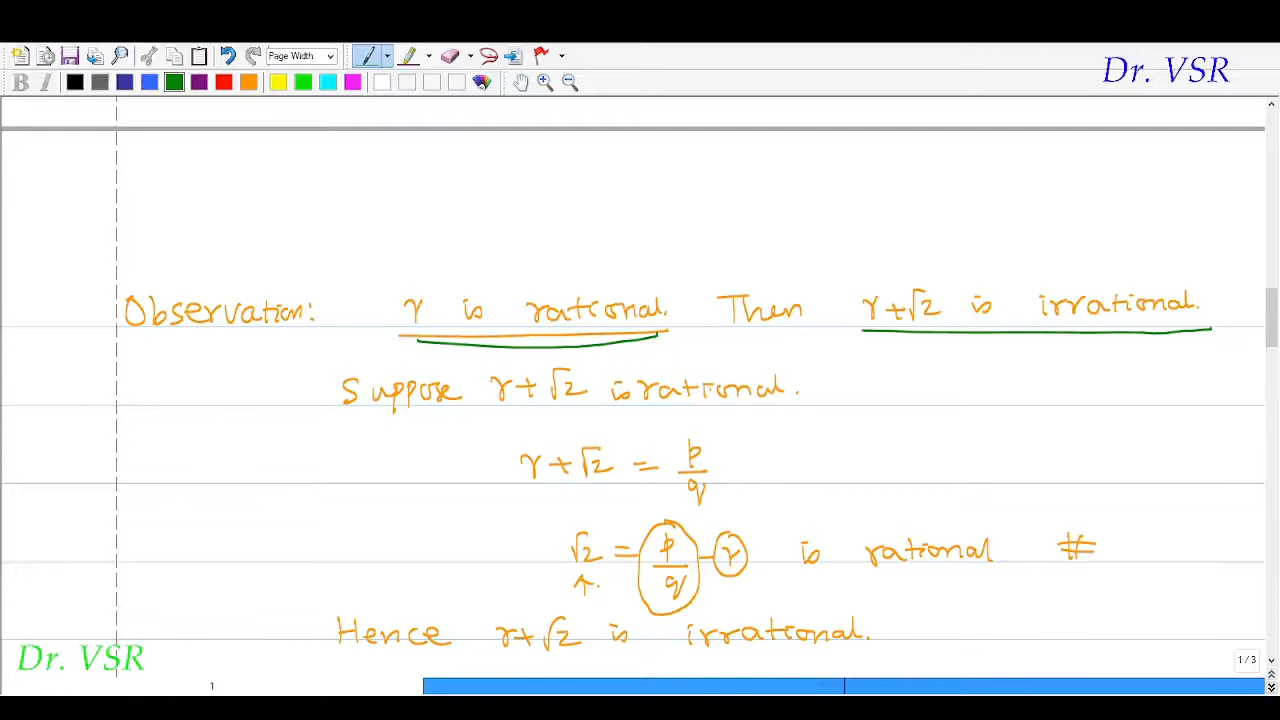 Page Width
Dr. VSR
B I
Observation: r is rational. Then r+√2 is irrational.
Suppose r+√2 is rational.
r+√2 = p/q
√2 = p/q - r is rational #
↑
Hence r+√2 is irrational.
Dr. VSR
1/3
1